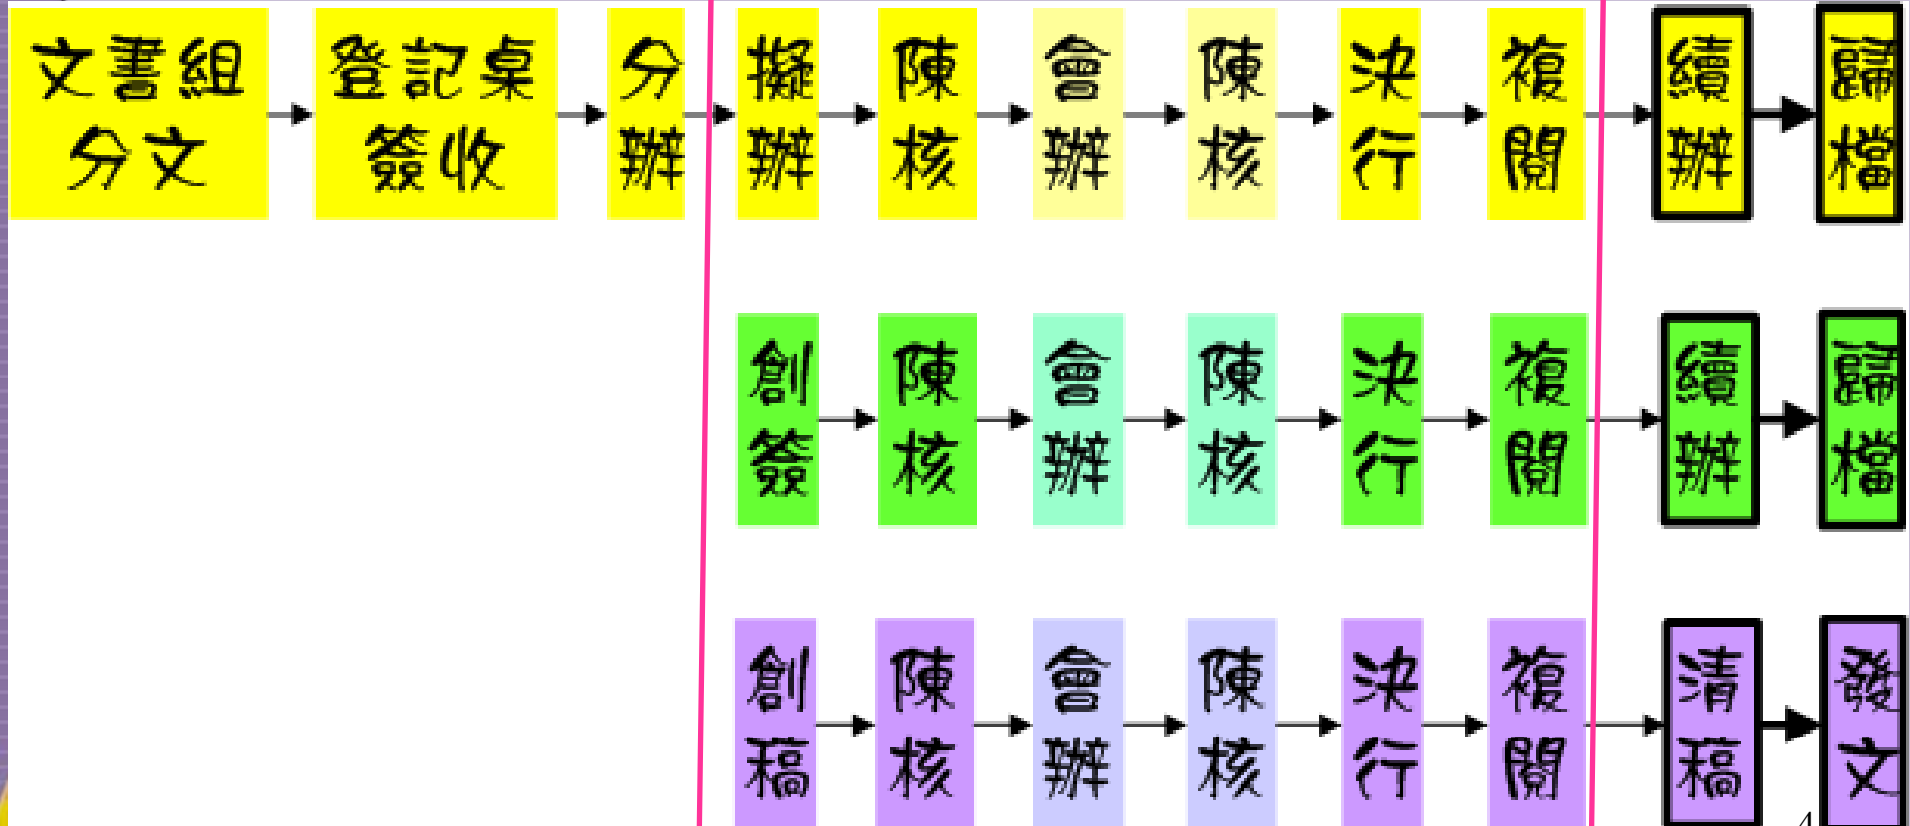 文書組
分文
登記桌
簽收
分辦
擬辦
陳核
會辦
陳核
決行
複閱
續辦
歸檔
創簽
陳核
會辦
陳核
決行
複閱
續辦
歸檔
創稿
陳核
會辦
陳核
決行
複閱
清稿
發文
4